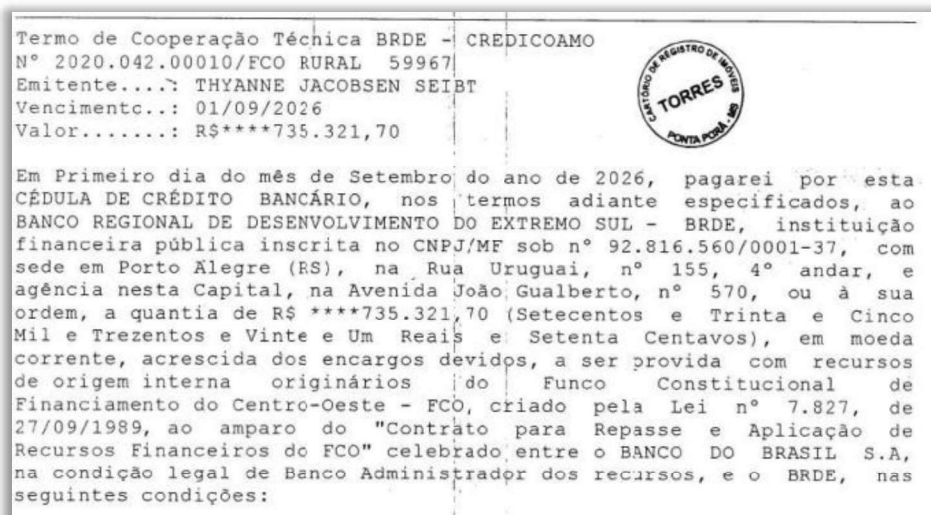 Termo de Cooperação Técnica BRDE - CREDICOAMO
N° 2020.042.00010/FCO RURAL 59967
Emitente....: THYANNE JACOBSEN SEIBT
Vencimento..: 01/09/2026
Valor.......: R$****735.321,70
CARTÓRIO DE REGISTRO DE IMÓVEIS
TORRES
PONTA PORÃ - MS
Em Primeiro dia do mês de Setembro do ano de 2026, pagarei por esta
CÉDULA DE CRÉDITO BANCÁRIO, nos termos adiante especificados, ao
BANCO REGIONAL DE DESENVOLVIMENTO DO EXTREMO SUL - BRDE, instituição
financeira pública inscrita no CNPJ/MF sob n° 92.816.560/0001-37, com
sede em Porto Alegre (RS), na Rua Uruguai, n° 155, 4° andar, e
agência nesta Capital, na Avenida João Gualberto, n° 570, ou à sua
ordem, a quantia de R$ ****735.321,70 (Setecentos e Trinta e Cinco
Mil e Trezentos e Vinte e Um Reais e Setenta Centavos), em moeda
corrente, acrescida dos encargos devidos, a ser provida com recursos
de origem interna originários do Funco Constitucional de
Financiamento do Centro-Oeste - FCO, criado pela Lei n° 7.827, de
27/09/1989, ao amparo do "Contrato para Repasse e Aplicação de
Recursos Financeiros do FCO" celebrado entre o BANCO DO BRASIL S.A,
na condição legal de Banco Administrador dos recursos, e o BRDE, nas
seguintes condições: